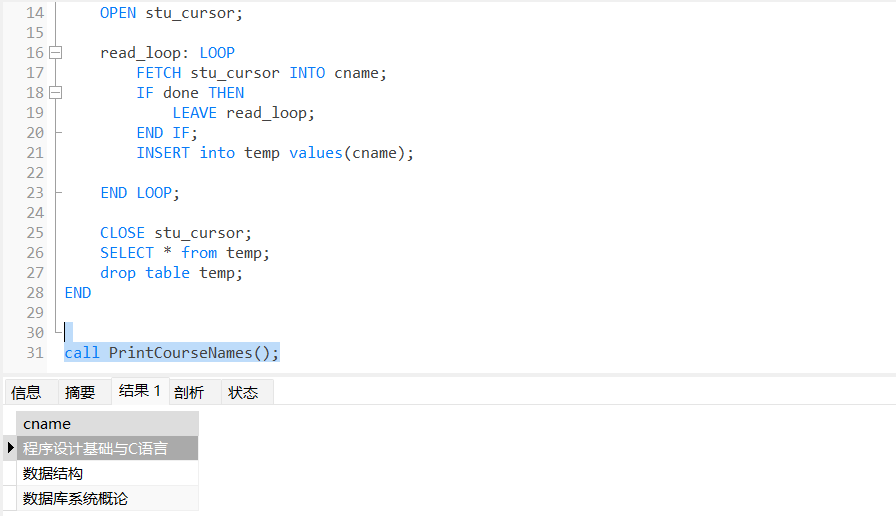 14 OPEN stu_cursor;
15
16 read_loop: LOOP
17 FETCH stu_cursor INTO cname;
18 IF done THEN
19 LEAVE read_loop;
20 END IF;
21 INSERT into temp values(cname);
22
23 END LOOP;
24
25 CLOSE stu_cursor;
26 SELECT * from temp;
27 drop table temp;
28 END
29
30
31 call PrintCourseNames();
信息 摘要 结果 1 剖析 状态
cname
程序设计基础与C语言
数据结构
数据库系统概论